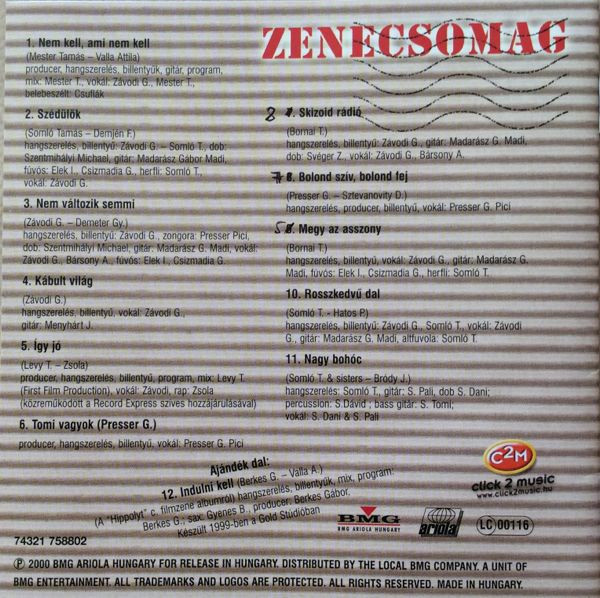 ZENECSOMAG
1. Nem kell, ami nem kell
(Mester Tamás – Valla Attila)
producer, hangszerelés, billentyűk, gitár, program,
mix: Mester T., vokál: Závodi G., Mester T.,
belebeszélt: Csuflák
2. Szédülök
(Somló Tamás – Demjén F.)
hangszerelés, billentyű: Závodi G. – Somló T., dob:
Szentmihályi Michael, gitár: Madarász Gábor Madi,
fúvós: Elek I., Csizmadia G., herfli: Somló T.,
vokál: Závodi G.
3. Nem változik semmi
(Závodi G. – Demeter Gy.)
hangszerelés, billentyű: Závodi G., zongora: Presser Pici,
dob: Szentmihályi Michael, gitár: Madarász G. Madi, vokál:
Závodi G., Bársony A., fúvós: Elek I., Csizmadia G.
4. Kábult világ
(Závodi G.)
hangszerelés, billentyű, vokál: Závodi G.,
gitár: Menyhárt J.
5. Így jó
(Levy T. – Zsola)
producer, hangszerelés, billentyű, program, mix: Levy T.
(First Film Production), vokál: Závodi, rap: Zsola
(közreműködött a Record Express szíves hozzájárulásával)
6. Tomi vagyok (Presser G.)
producer, hangszerelés, billentyű, vokál: Presser G. Pici
8 7. Skizoid rádió
(Bornai T.)
hangszerelés, billentyű: Závodi G., gitár: Madarász G. Madi,
dob: Svéger Z., vokál: Závodi G., Bársony A.
7 8. Bolond szív, bolond fej
(Presser G. – Sztevanovity D.)
hangszerelés, producer, billentyű, vokál: Presser G. Pici
Megy az asszony
(Bornai T.)
hangszerelés, billentyű, vokál: Závodi G., gitár: Madarász G.
Madi, fúvós: Elek I., Csizmadia G., herfli: Somló T.
10. Rosszkedvű dal
(Somló T. - Hatos P.)
hangszerelés, billentyű: Závodi G., Somló T., vokál: Závodi
G., gitár: Madarász G. Madi, altfuvola: Somló T.
11. Nagy bohóc
(Somló T. & sisters – Bródy J.)
hangszerelés: Somló T., gitár: S. Pali, dob S. Dani;
percussion: S.Dávid ; bass gitár: S. Tomi;
vokál: S. Dani & S. Pali
Ajándék dal:
12. Indulni kell (Berkes G. – Valla A.)
(A "Hippolyt" c. filmzene albumról) hangszerelés, billentyűk, mix, program:
Berkes G.; sax: Gyenes B., producer: Berkes Gábor.
Készült 1999-ben a Gold Stúdióban
C2M
click 2 music
www.click2music.hu
BMG
BMG ARIOLA HUNGARY
ariola
LC 00116
74321 758802
Ⓟ 2000 BMG ARIOLA HUNGARY FOR RELEASE IN HUNGARY. DISTRIBUTED BY THE LOCAL BMG COMPANY. A UNIT OF
BMG ENTERTAINMENT. ALL TRADEMARKS AND LOGOS ARE PROTECTED. ALL RIGHTS RESERVED. MADE IN HUNGARY.